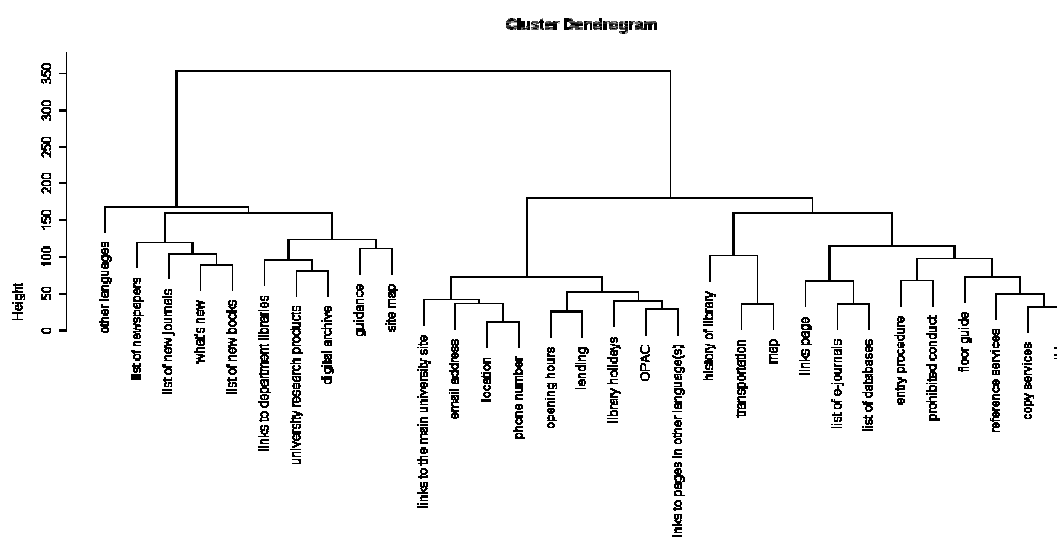 Cluster Dendrogram
Height
350
300
250
200
150
100
50
0
other languages
list of newspapers
list of new journals
what's new
list of new books
links to department libraries
university research products
digital archive
guidance
site map
links to the main university site
email address
location
phone number
opening hours
lending
library holidays
OPAC
lnks to pages in other language(s)
history of library
transportation
map
links page
list of e-journals
list of databases
entry procedure
prohibited conduct
floor guide
reference services
copy services